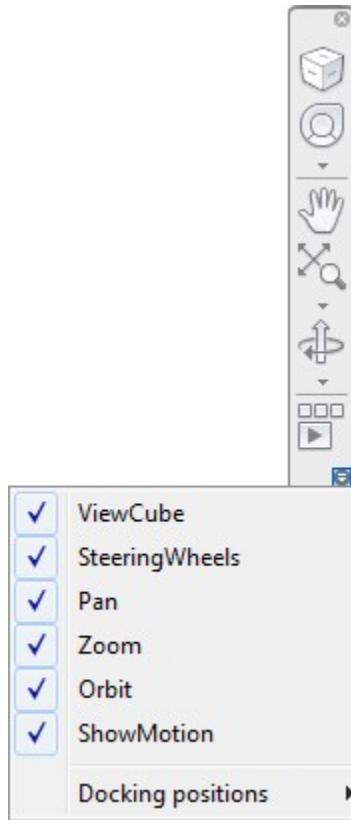 ViewCube
SteeringWheels
Pan
Zoom
Orbit
ShowMotion
Docking positions